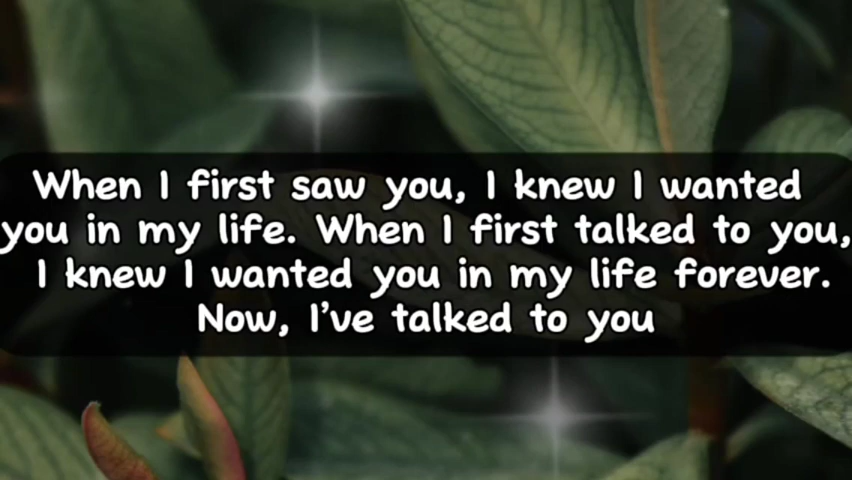 When I first saw you, I knew I wanted
you in my life. When I first talked to you,
I knew I wanted you in my life forever.
Now, I've talked to you